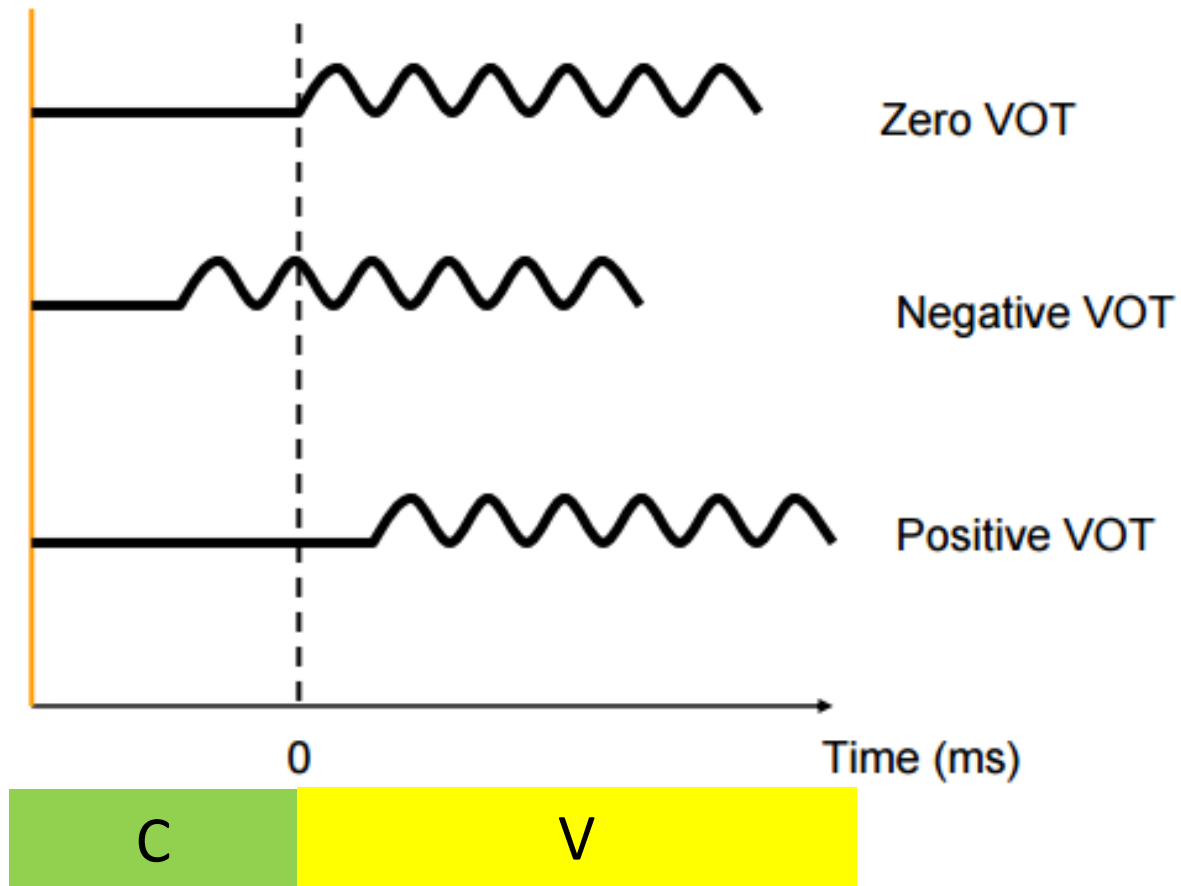 Zero VOT
Negative VOT
Positive VOT
0
Time (ms)
C
V